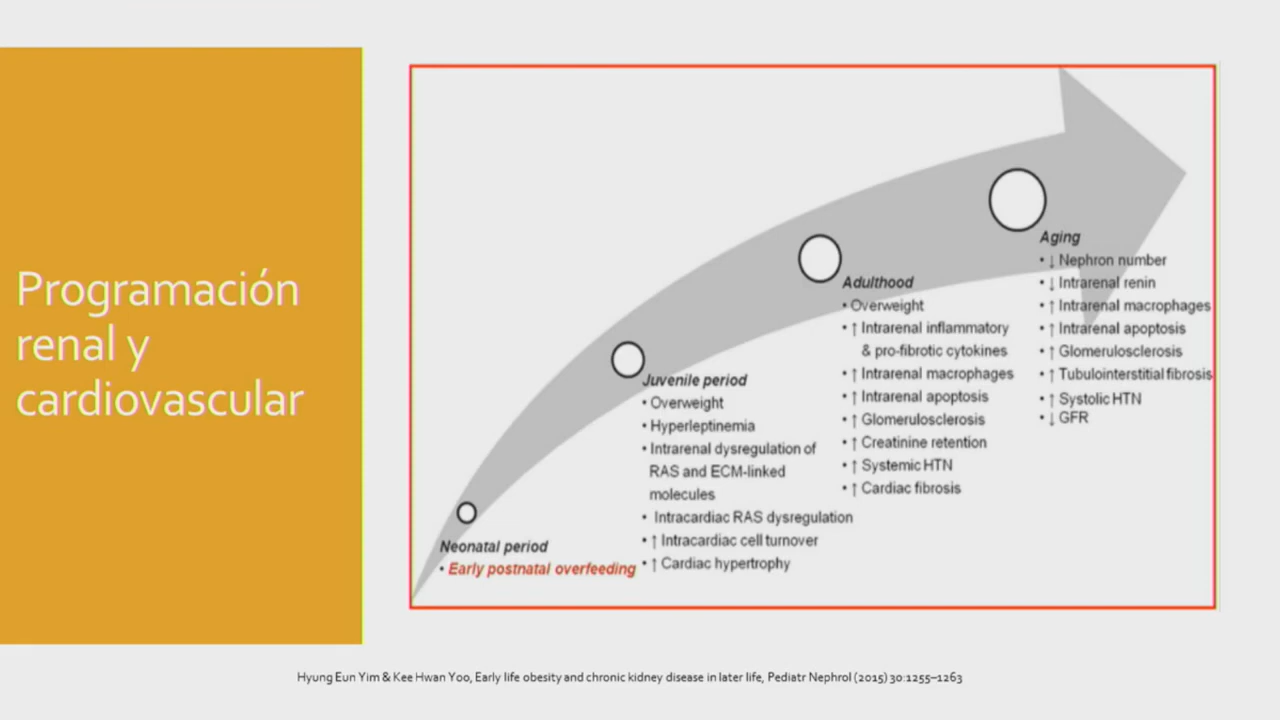 Programación
renal y
cardiovascular
Neonatal period
• Early postnatal overfeeding
Juvenile period
• Overweight
• Hyperleptinemia
• Intrarenal dysregulation of
RAS and ECM-linked
molecules
• Intracardiac RAS dysregulation
• ↑ Intracardiac cell turnover
• ↑ Cardiac hypertrophy
Adulthood
• Overweight
• ↑ Intrarenal inflammatory
& pro-fibrotic cytokines
• ↑ Intrarenal macrophages
• ↑ Intrarenal apoptosis
• ↑ Glomerulosclerosis
• ↑ Creatinine retention
• ↑ Systemic HTN
• ↑ Cardiac fibrosis
Aging
• ↓ Nephron number
• ↓ Intrarenal renin
• ↑ Intrarenal macrophages
• ↑ Intrarenal apoptosis
• ↑ Glomerulosclerosis
• ↑ Tubulointerstitial fibrosis
• ↑ Systolic HTN
• ↓ GFR
Hyung Eun Yim & Kee Hwan Yoo, Early life obesity and chronic kidney disease in later life, Pediatr Nephrol (2015) 30:1255–1263